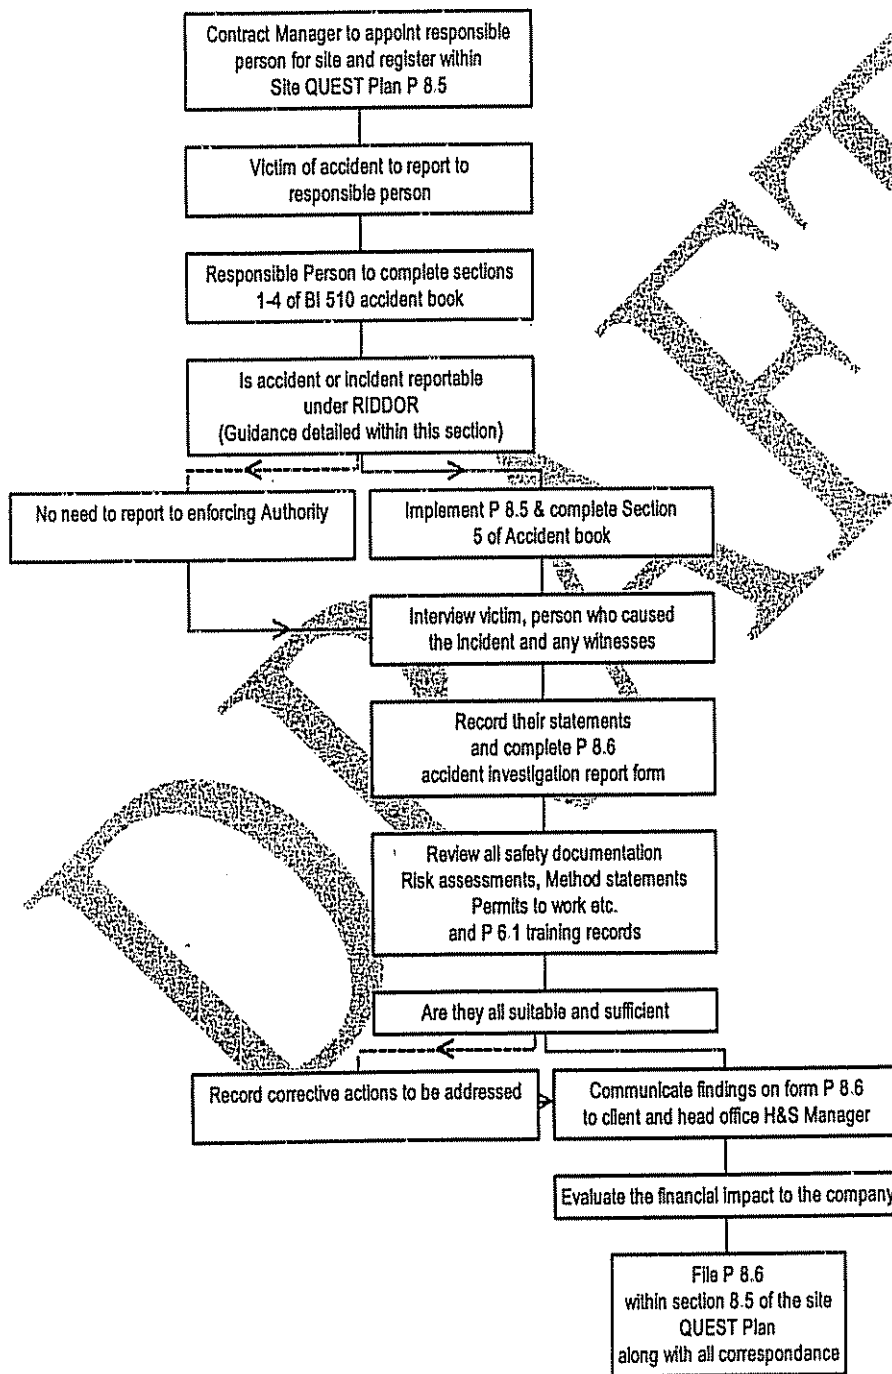 Contract Manager to appoint responsible
person for site and register within
Site QUEST Plan P 8.5
Victim of accident to report to
responsible person
Responsible Person to complete sections
1-4 of BI 510 accident book
Is accident or incident reportable
under RIDDOR
(Guidance detailed within this section)
No need to report to enforcing Authority
Implement P 8.5 & complete Section
5 of Accident book
Interview victim, person who caused
the incident and any witnesses
Record their statements
and complete P 8.6
accident investigation report form
Review all safety documentation
Risk assessments, Method statements
Permits to work etc.
and P 6.1 training records
Are they all suitable and sufficient
Record corrective actions to be addressed
Communicate findings on form P 8.6
to client and head office H&S Manager
Evaluate the financial impact to the company
File P 8.6
within section 8.5 of the site
QUEST Plan
along with all correspondance
DRAFT